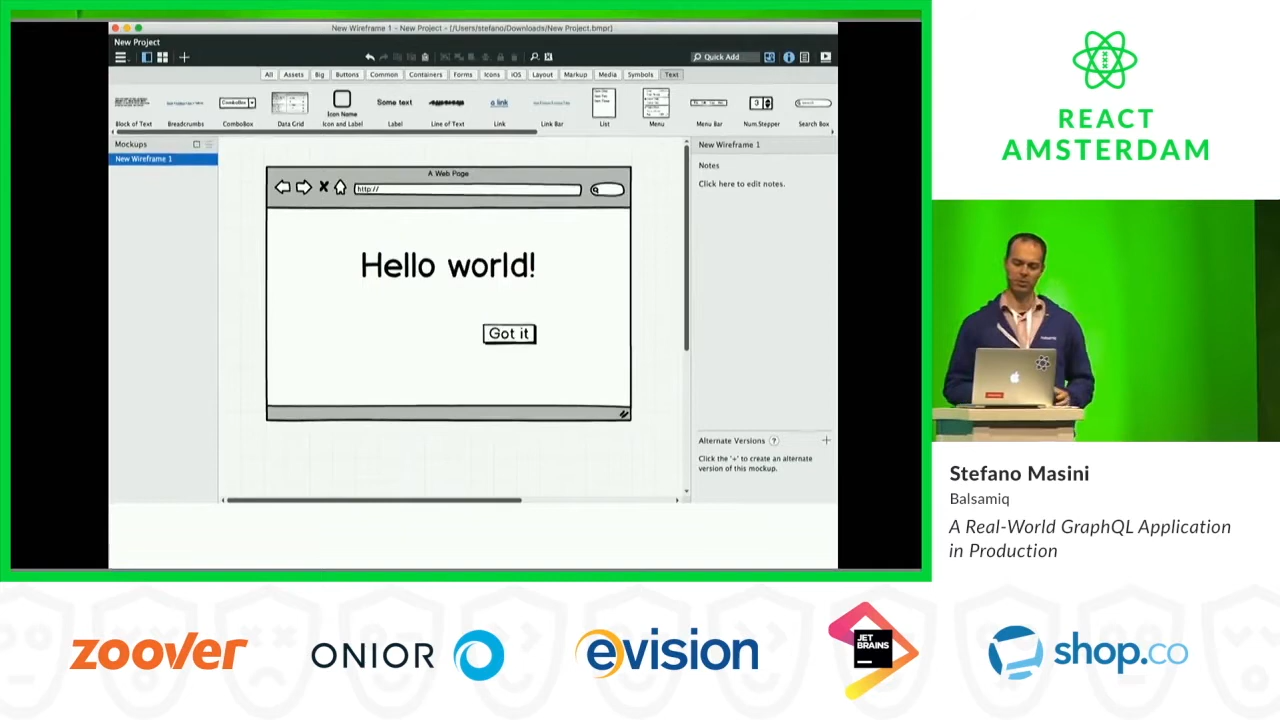 New Wireframe 1 - New Project - [/Users/stefano/Downloads/New Project.bmpr]
New Project
Quick Add
All Assets Big Buttons Common Containers Forms Icons iOS Layout Markup Media Symbols Text
ComboBox
Icon Name
Some text
a link
3
Block of Text Breadcrumbs ComboBox Data Grid Icon and Label Label Line of Text Link Link Bar List Menu Menu Bar Num.Stepper Search Box
Mockups
New Wireframe 1
A Web Page
http://
Hello world!
Got it
New Wireframe 1
Notes
Click here to edit notes.
Alternate Versions ?
Click the '+' to create an alternate
version of this mockup.
REACT
AMSTERDAM
Stefano Masini
Balsamiq
A Real-World GraphQL Application
in Production
zoover
ONIOR
evision
JET
BRAINS
shop.co